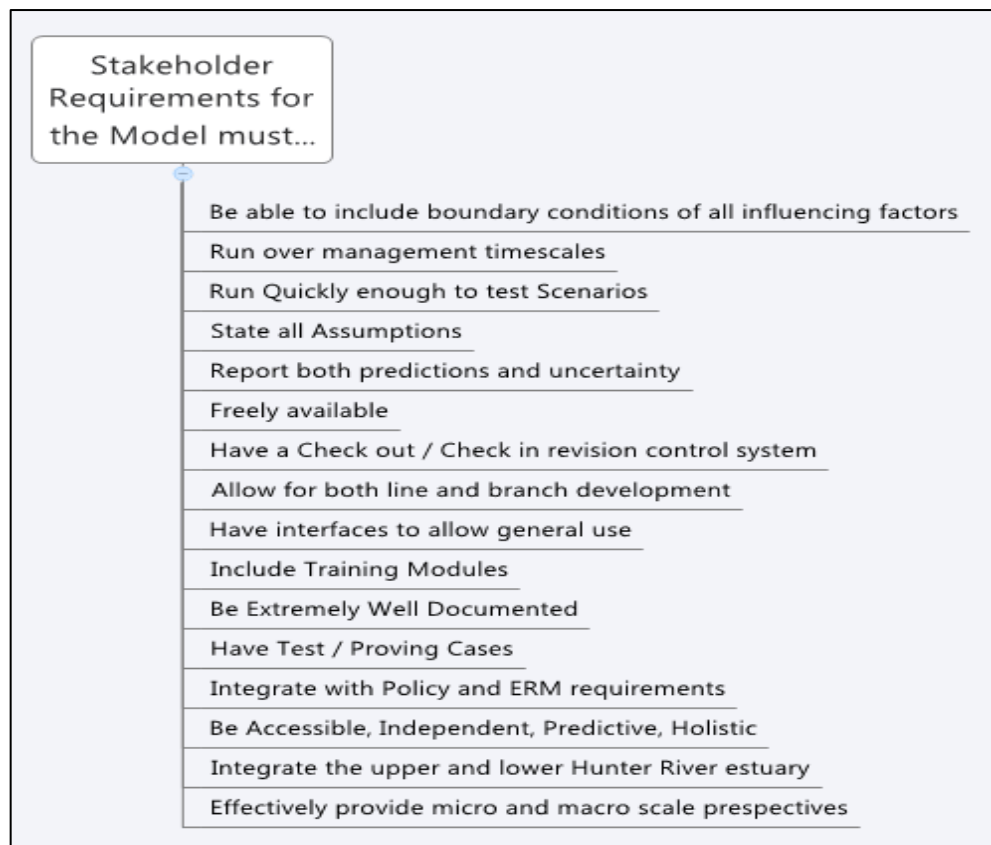 Stakeholder
Requirements for
the Model must...
Be able to include boundary conditions of all influencing factors
Run over management timescales
Run Quickly enough to test Scenarios
State all Assumptions
Report both predictions and uncertainty
Freely available
Have a Check out / Check in revision control system
Allow for both line and branch development
Have interfaces to allow general use
Include Training Modules
Be Extremely Well Documented
Have Test / Proving Cases
Integrate with Policy and ERM requirements
Be Accessible, Independent, Predictive, Holistic
Integrate the upper and lower Hunter River estuary
Effectively provide micro and macro scale prespectives